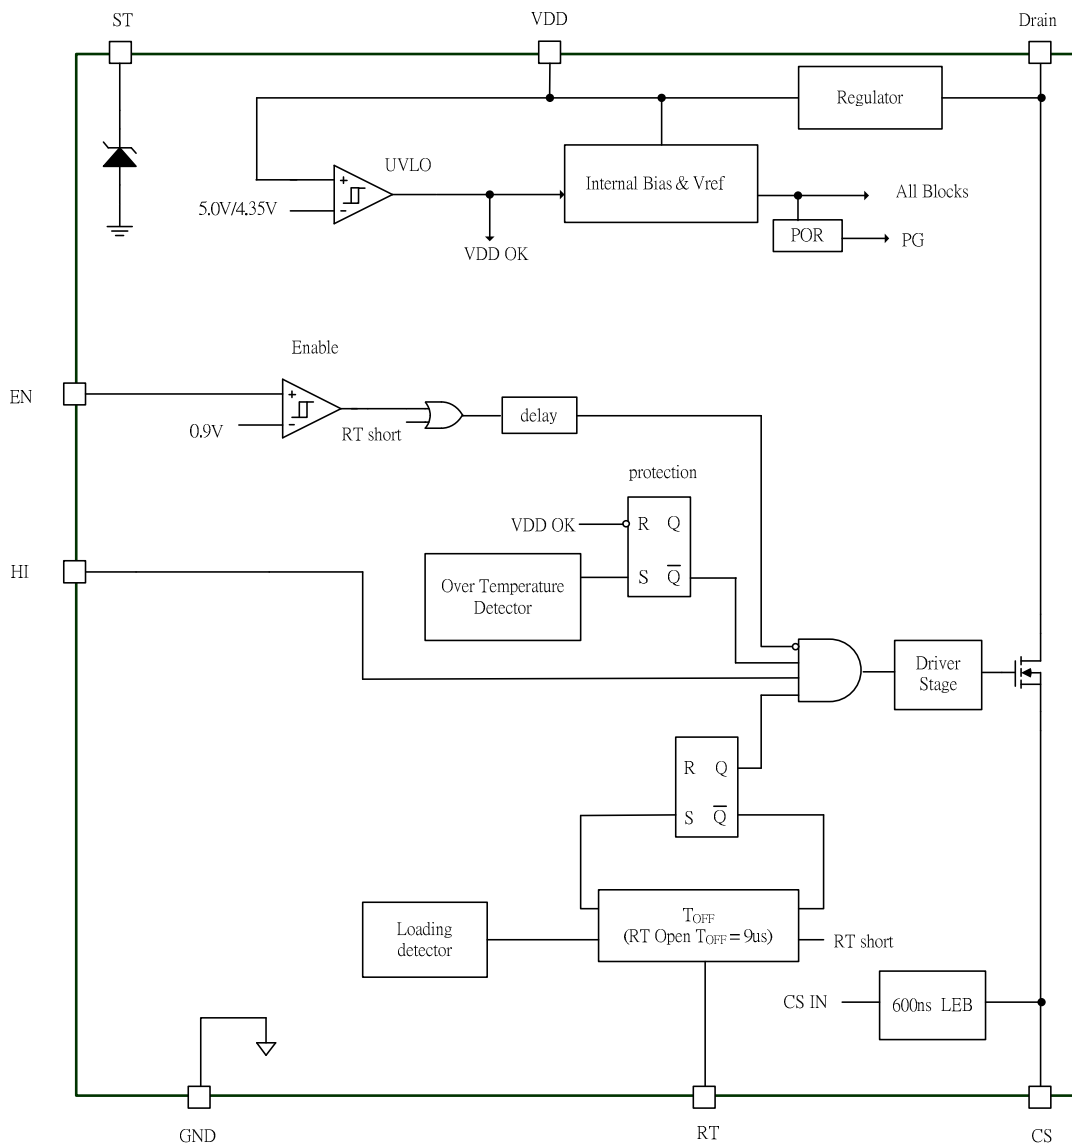 ST
VDD
Drain
Regulator
UVLO
+
-
5.0V/4.35V
VDD OK
Internal Bias & Vref
All Blocks
POR
PG
Enable
EN
+
-
0.9V
RT short
delay
protection
VDD OK
R Q
S Q̅
HI
Over Temperature
Detector
Driver
Stage
R Q
S Q̅
Loading
detector
TOFF
(RT Open TOFF = 9us)
RT short
CS IN
600ns LEB
GND
RT
CS